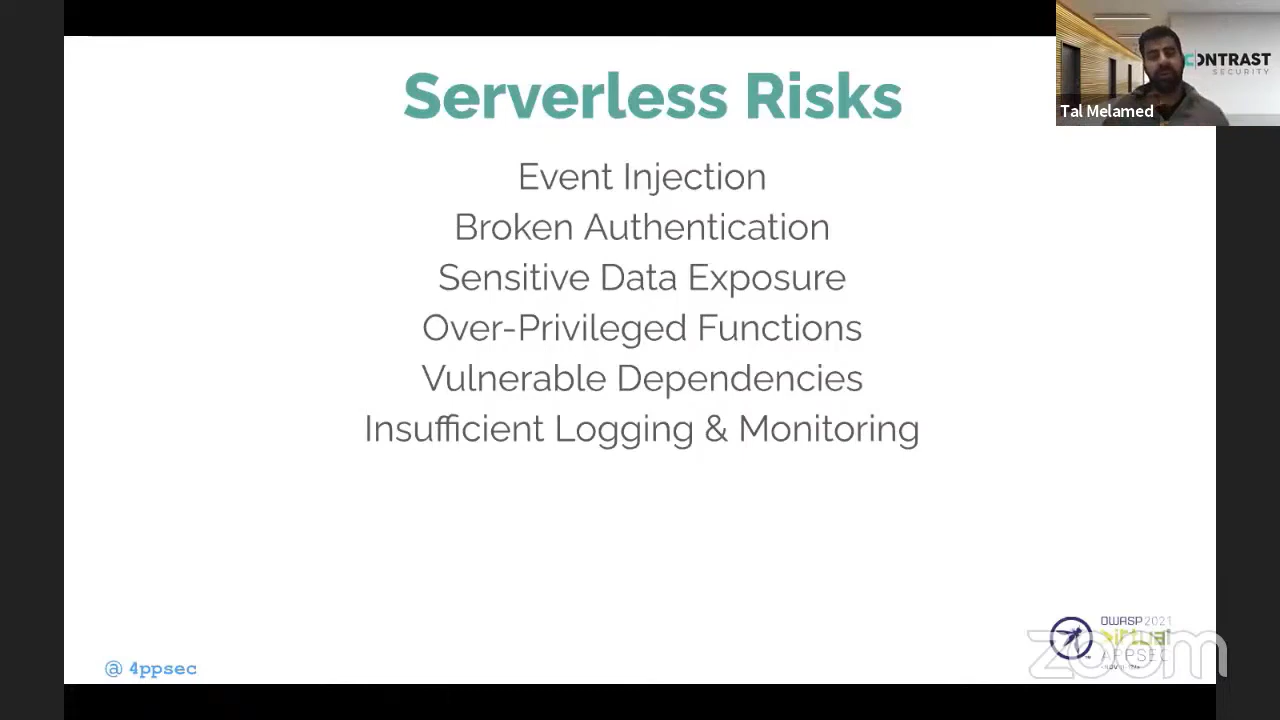 Serverless Risks
CONTRAST
SECURITY
Tal Melamed
Event Injection
Broken Authentication
Sensitive Data Exposure
Over-Privileged Functions
Vulnerable Dependencies
Insufficient Logging & Monitoring
OWASP 2021
virtual
APPSEC
zoom
@ 4ppsec